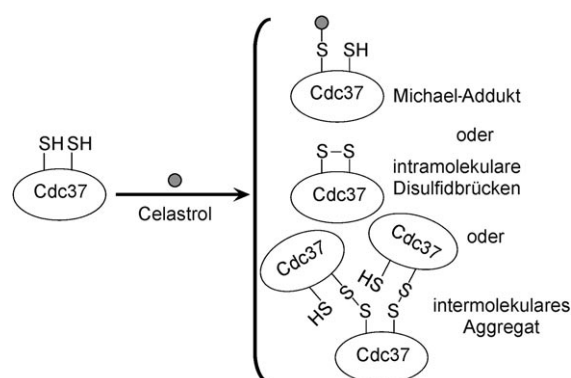 SH SH
Cdc37
Celastrol
S SH
Cdc37
Michael-Addukt
oder
S–S
Cdc37
intramolekulare
Disulfidbrücken
oder
Cdc37
HS
S
S
Cdc37
HS
S
S
Cdc37
intermolekulares
Aggregat